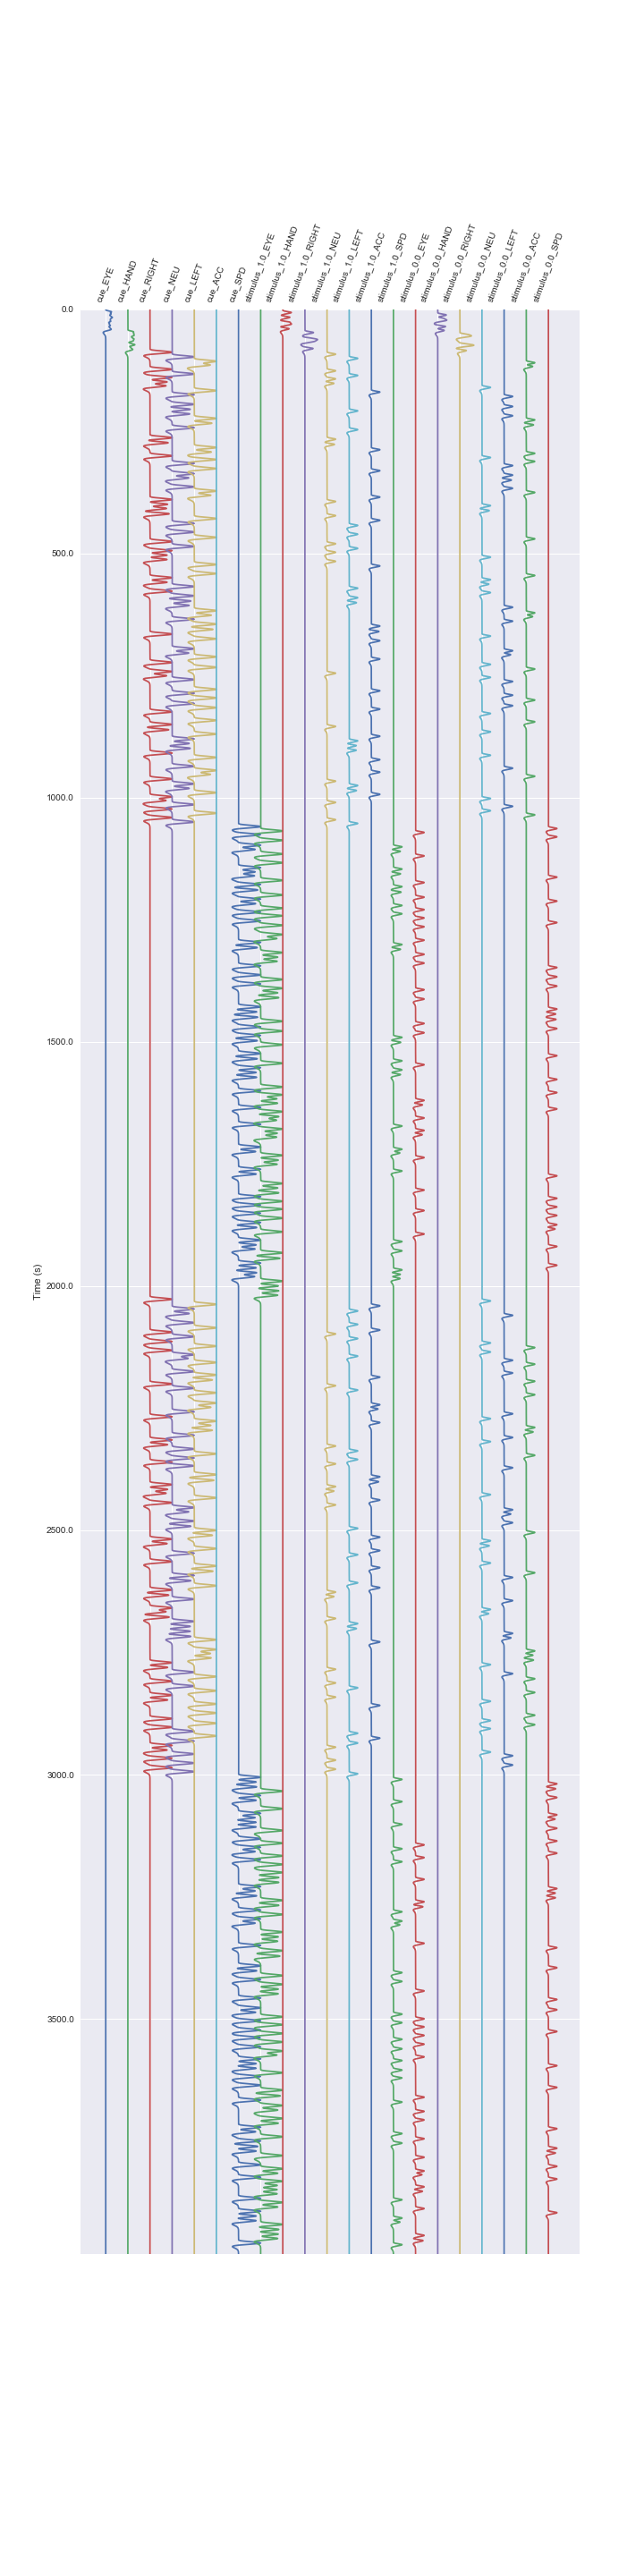 cue_EYE
cue_HAND
cue_RIGHT
cue_NEU
cue_LEFT
cue_ACC
cue_SPD
stimulus_1.0_EYE
stimulus_1.0_HAND
stimulus_1.0_RIGHT
stimulus_1.0_NEU
stimulus_1.0_LEFT
stimulus_1.0_ACC
stimulus_1.0_SPD
stimulus_0.0_EYE
stimulus_0.0_HAND
stimulus_0.0_RIGHT
stimulus_0.0_NEU
stimulus_0.0_LEFT
stimulus_0.0_ACC
stimulus_0.0_SPD
0.0
500.0
1000.0
1500.0
Time (s)
2000.0
2500.0
3000.0
3500.0